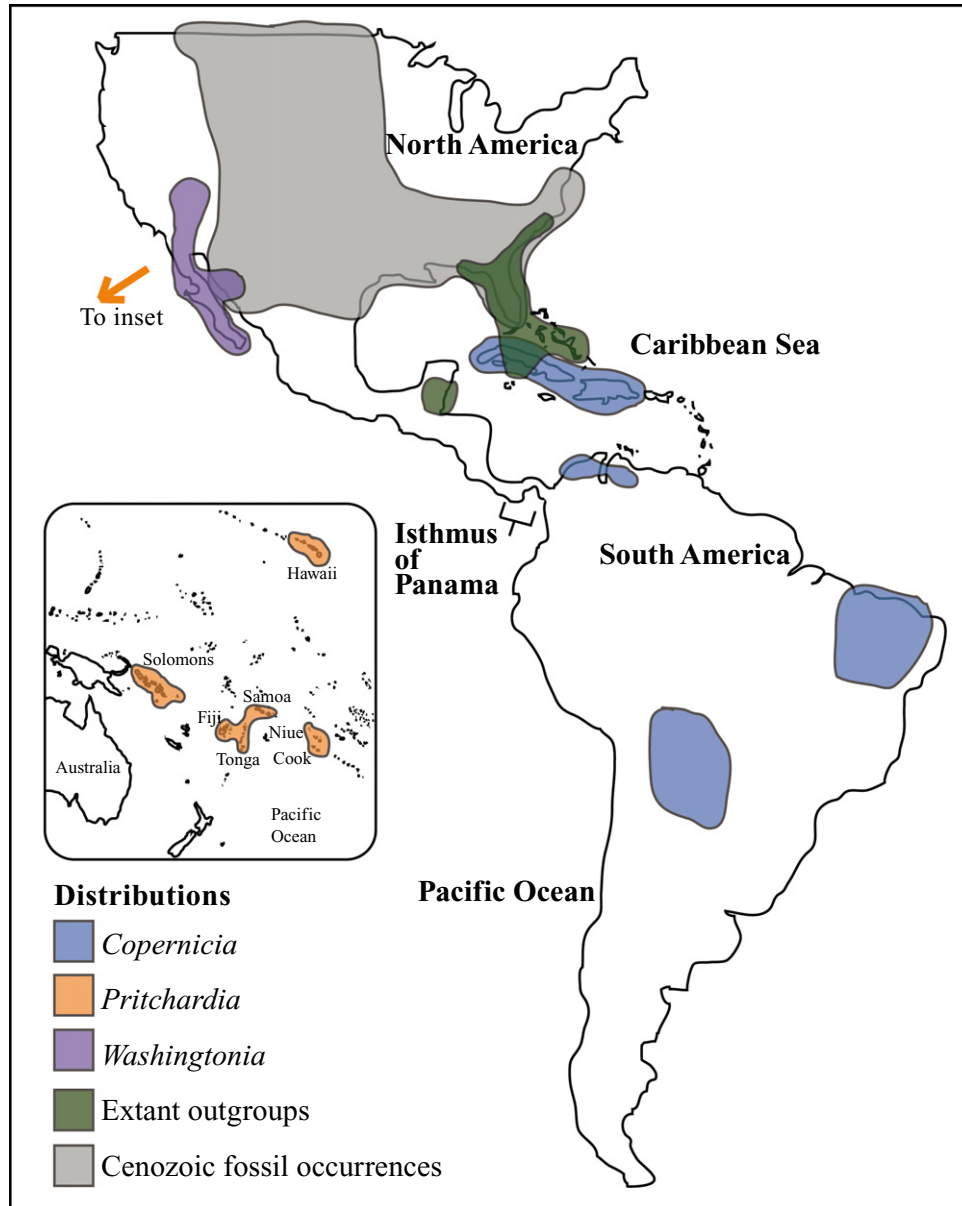 North America
To inset
Caribbean Sea
Isthmus
of
Panama
South America
Hawaii
Solomons
Samoa
Fiji
Niue
Tonga
Cook
Australia
Pacific
Ocean
Pacific Ocean
Distributions
Copernicia
Pritchardia
Washingtonia
Extant outgroups
Cenozoic fossil occurrences